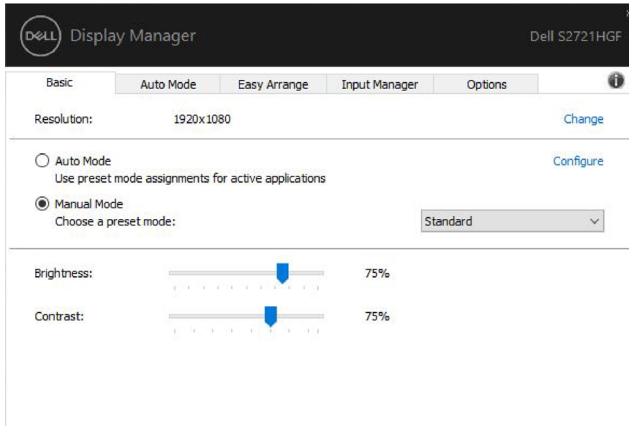 DELL Display Manager
Dell S2721HGF
Basic
Auto Mode
Easy Arrange
Input Manager
Options
Resolution: 1920x1080 Change
Auto Mode Configure
Use preset mode assignments for active applications
Manual Mode
Choose a preset mode: Standard
Brightness: 75%
Contrast: 75%